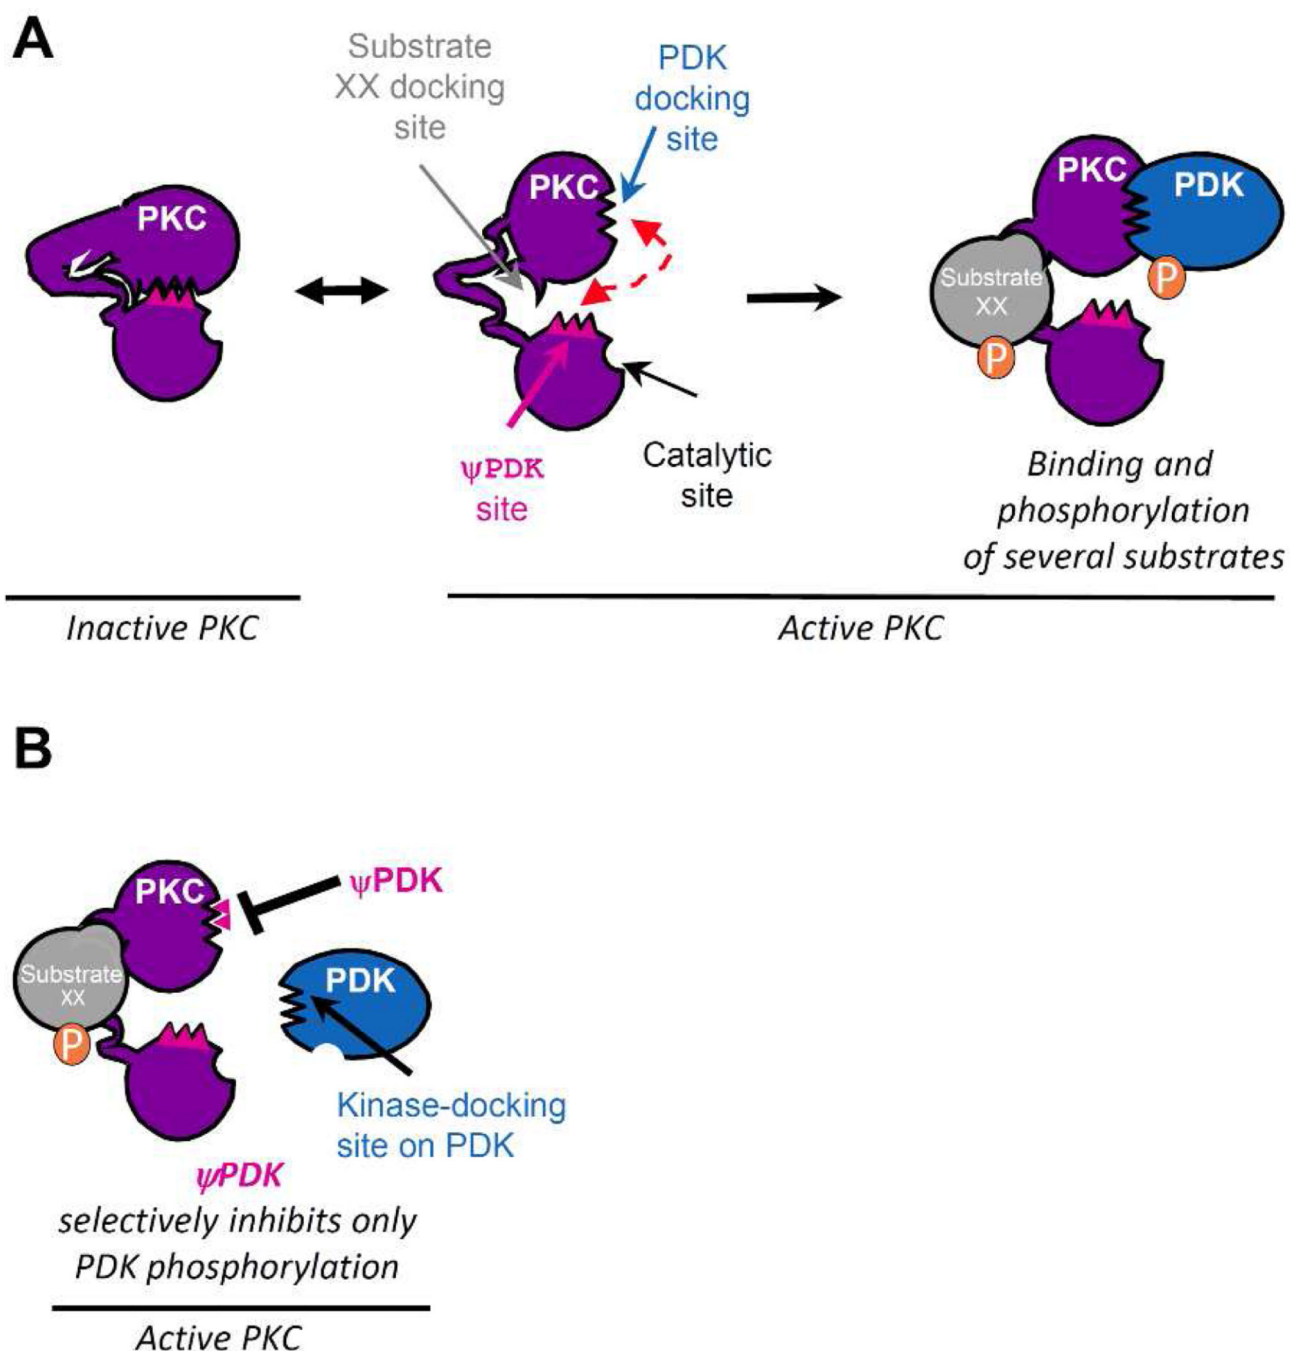 A
Substrate
XX docking
site
PDK
docking
site
PKC
PKC
PKC
PDK
Substrate
XX
P
P
ψPDK
site
Catalytic
site
Binding and
phosphorylation
of several substrates
Inactive PKC
Active PKC
B
PKC
ψPDK
Substrate
XX
P
PDK
Kinase-docking
site on PDK
ψPDK
selectively inhibits only
PDK phosphorylation
Active PKC